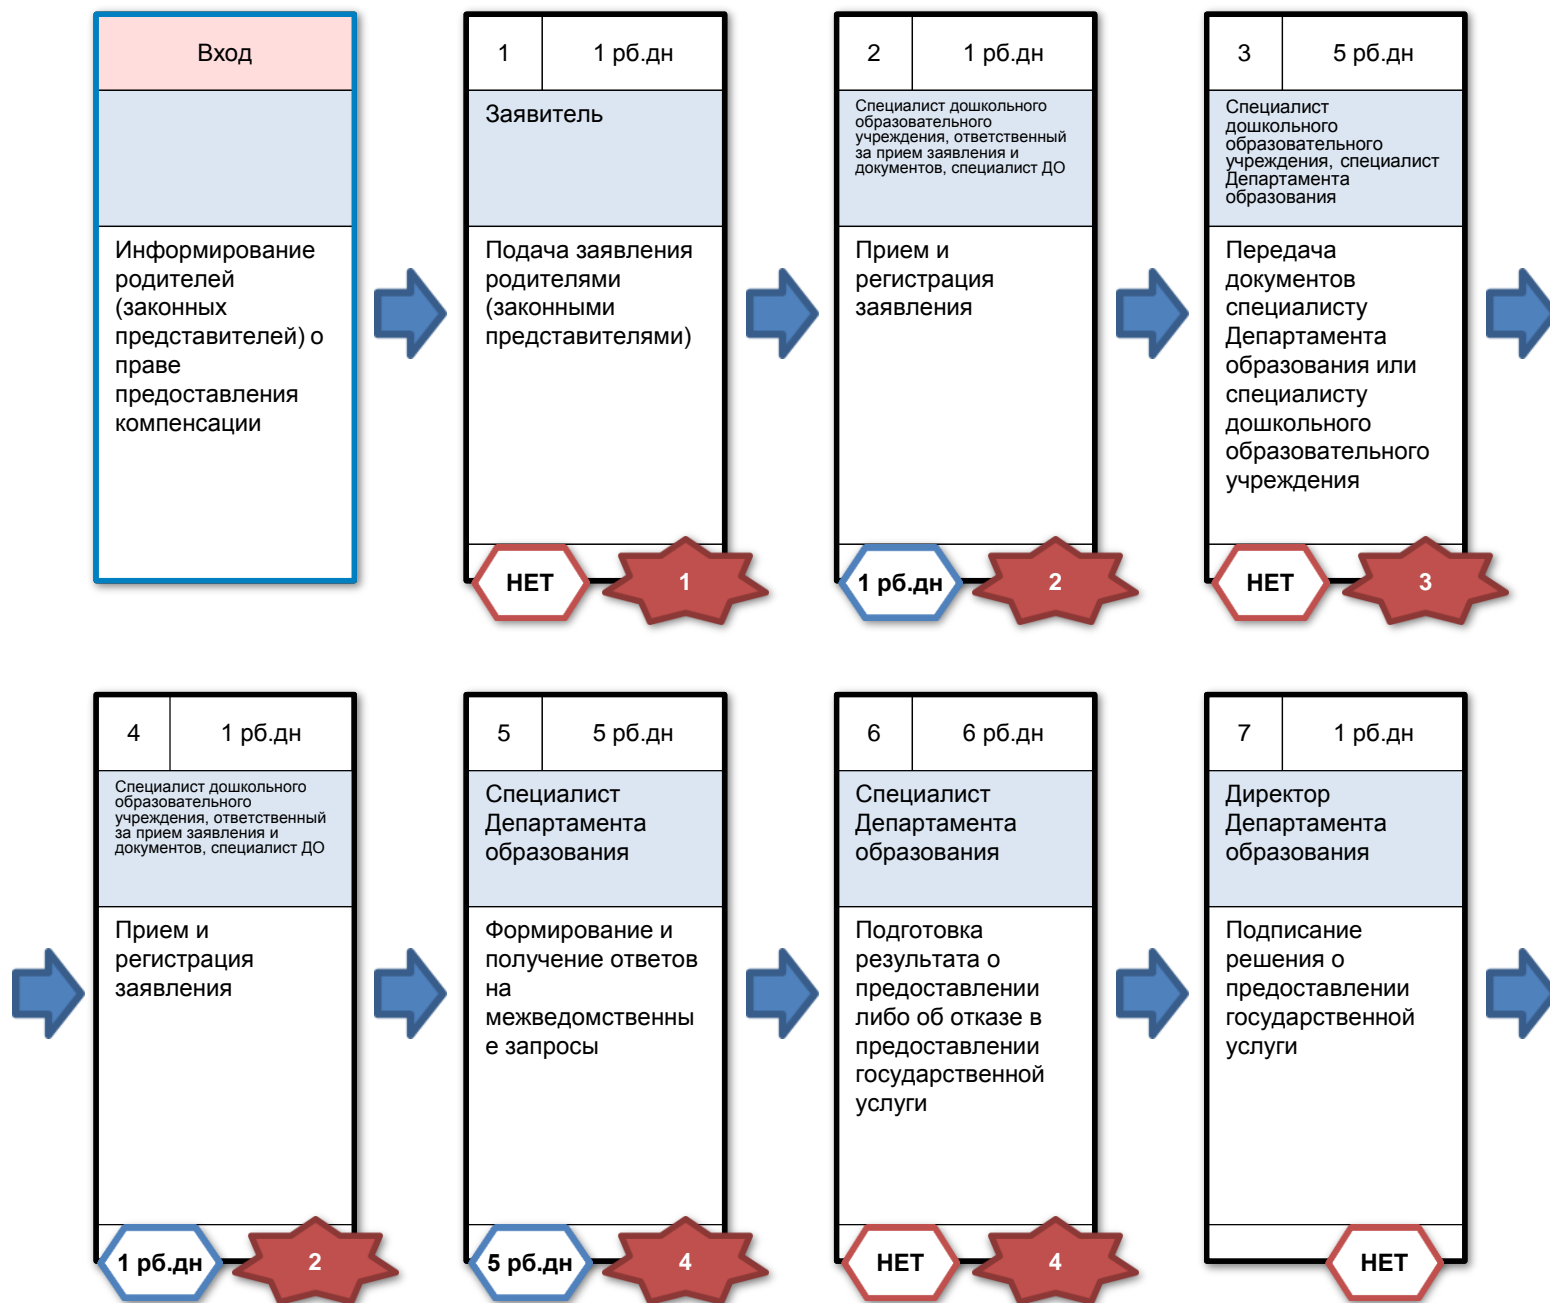 Вход
Информирование
родителей
(законных
представителей) о
праве
предоставления
компенсации
1
1 рб.дн
Заявитель
Подача заявления
родителями
(законными
представителями)
НЕТ
1
2
1 рб.дн
Специалист дошкольного
образовательного
учреждения, ответственный
за прием заявления и
документов, специалист ДО
Прием и
регистрация
заявления
1 рб.дн
2
3
5 рб.дн
Специалист
дошкольного
образовательного
учреждения, специалист
Департамента
образования
Передача
документов
специалисту
Департамента
образования или
специалисту
дошкольного
образовательного
учреждения
НЕТ
3
4
1 рб.дн
Специалист дошкольного
образовательного
учреждения, ответственный
за прием заявления и
документов, специалист ДО
Прием и
регистрация
заявления
1 рб.дн
2
5
5 рб.дн
Специалист
Департамента
образования
Формирование и
получение ответов
на
межведомственны
е запросы
5 рб.дн
4
6
6 рб.дн
Специалист
Департамента
образования
Подготовка
результата о
предоставлении
либо об отказе в
предоставлении
государственной
услуги
НЕТ
4
7
1 рб.дн
Директор
Департамента
образования
Подписание
решения о
предоставлении
государственной
услуги
НЕТ